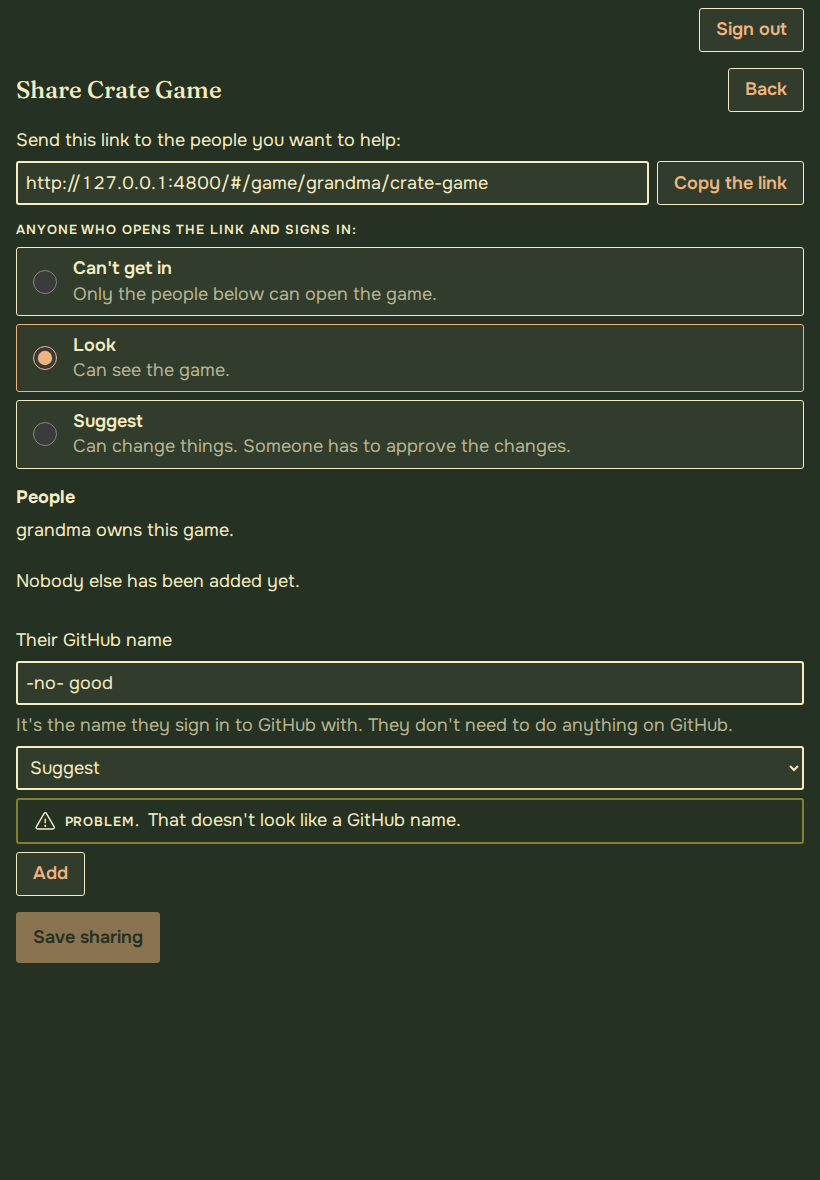 Sign out
Share Crate Game
Back
Send this link to the people you want to help:
http://127.0.0.1:4800/#/game/grandma/crate-game
Copy the link
ANYONE WHO OPENS THE LINK AND SIGNS IN:
Can't get in
Only the people below can open the game.
Look
Can see the game.
Suggest
Can change things. Someone has to approve the changes.
People
grandma owns this game.
Nobody else has been added yet.
Their GitHub name
-no- good
It's the name they sign in to GitHub with. They don't need to do anything on GitHub.
Suggest
PROBLEM. That doesn't look like a GitHub name.
Add
Save sharing